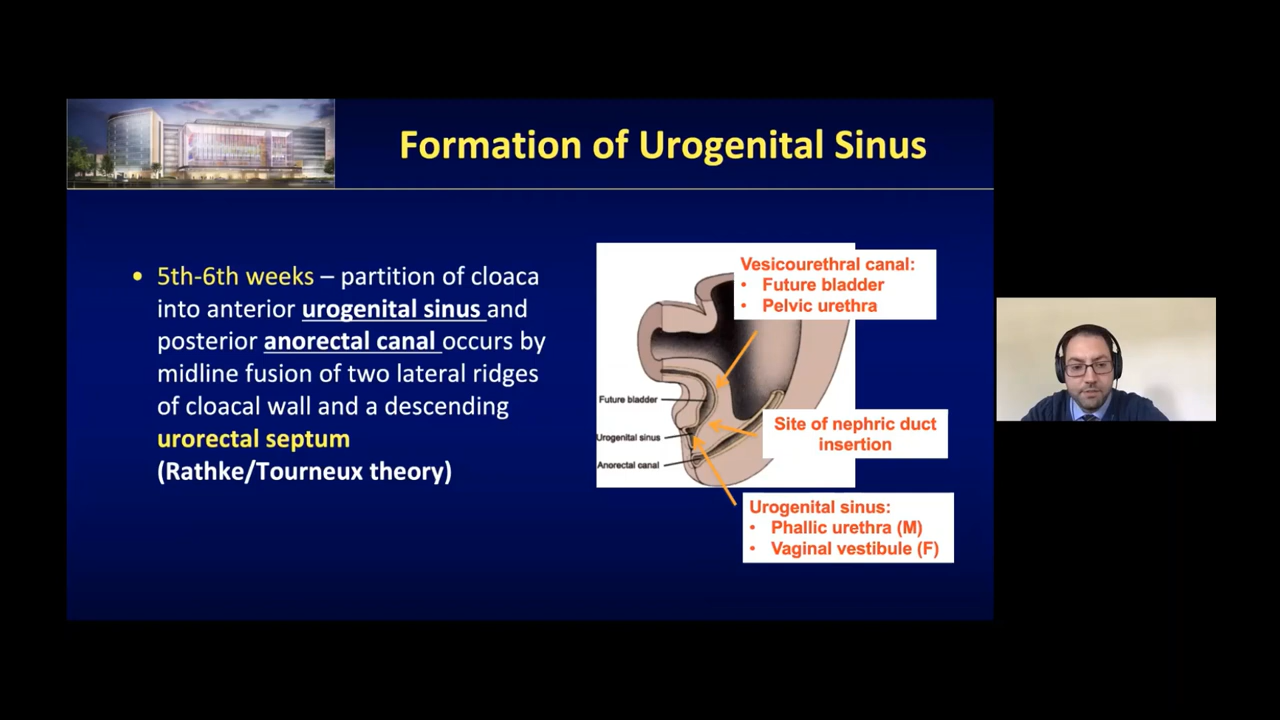 Formation of Urogenital Sinus
• 5th-6th weeks – partition of cloaca
into anterior urogenital sinus and
posterior anorectal canal occurs by
midline fusion of two lateral ridges
of cloacal wall and a descending
urorectal septum
(Rathke/Tourneux theory)
Vesicourethral canal:
• Future bladder
• Pelvic urethra
Future bladder
Urogenital sinus
Anorectal canal
Site of nephric duct
insertion
Urogenital sinus:
• Phallic urethra (M)
• Vaginal vestibule (F)